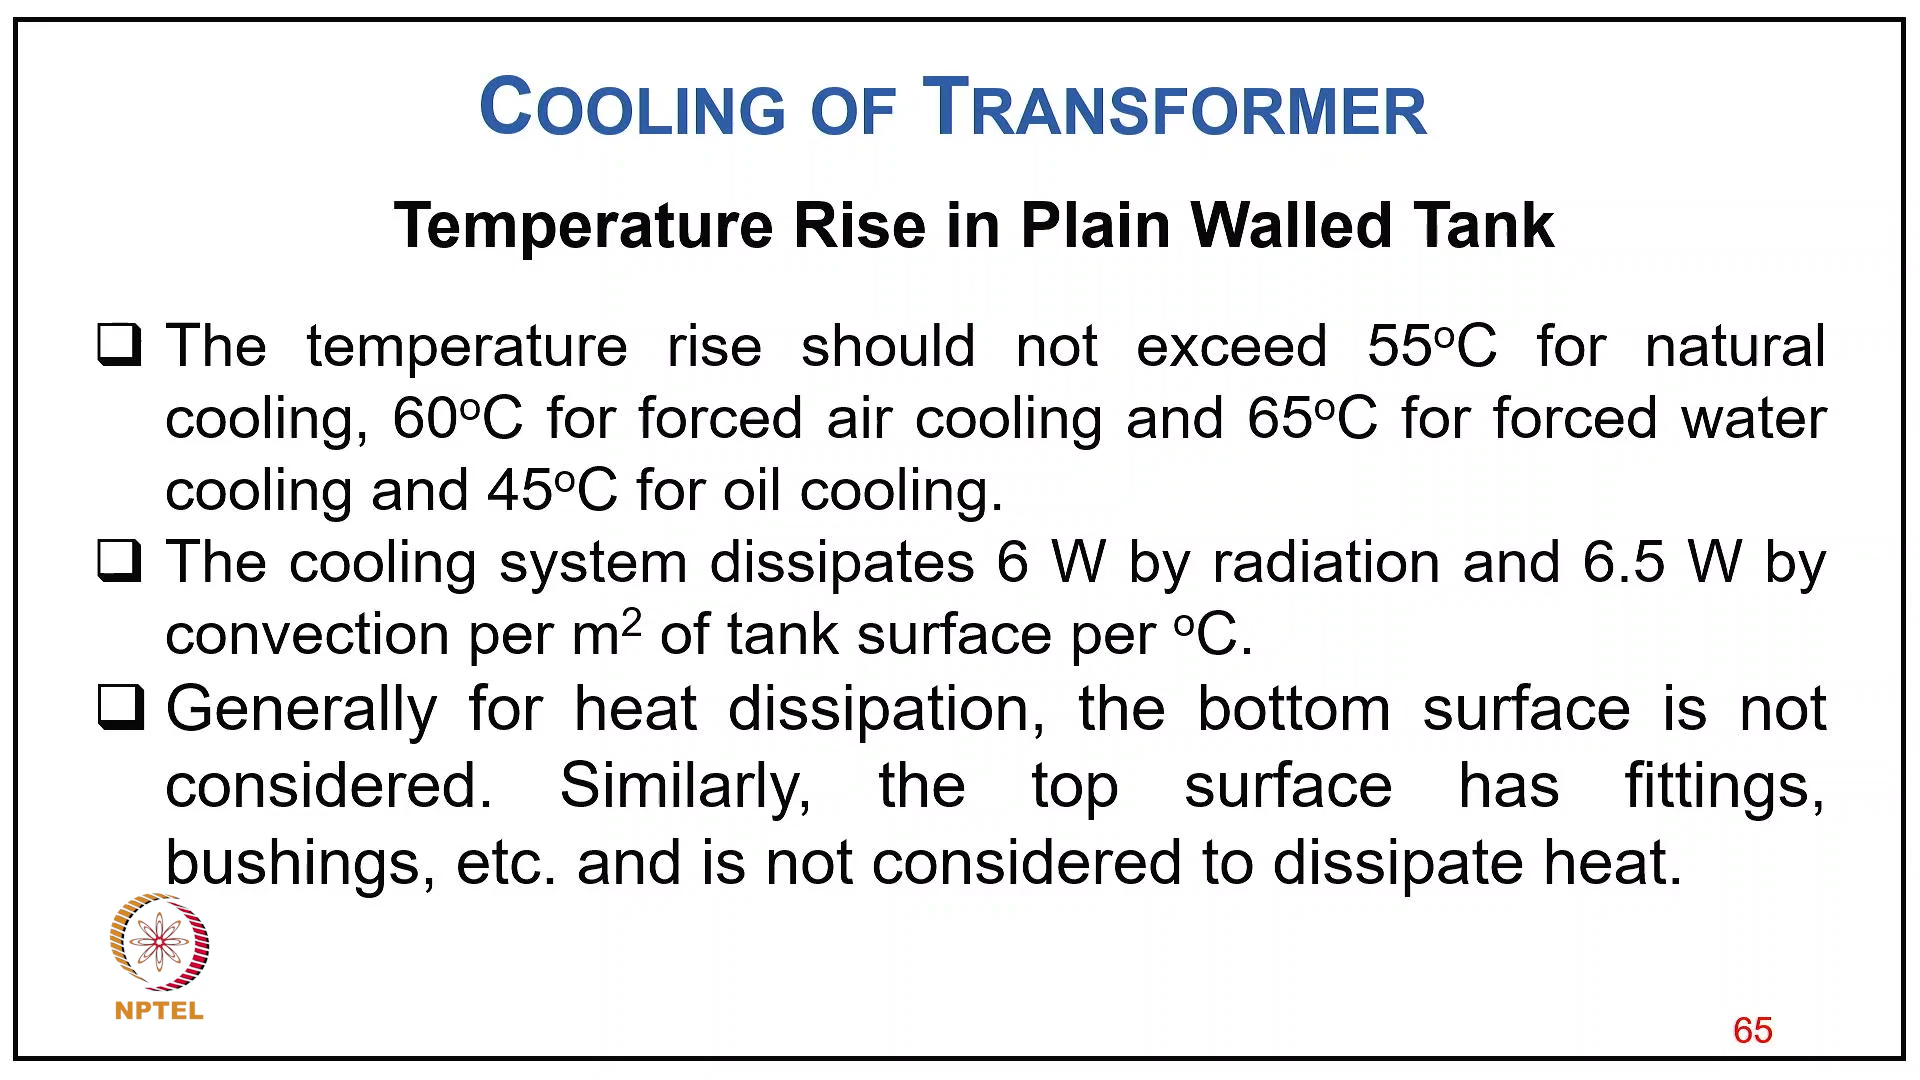 COOLING OF TRANSFORMER
Temperature Rise in Plain Walled Tank
❑ The temperature rise should not exceed 55ºC for natural
cooling, 60ºC for forced air cooling and 65ºC for forced water
cooling and 45ºC for oil cooling.
❑ The cooling system dissipates 6 W by radiation and 6.5 W by
convection per m² of tank surface per ºC.
❑ Generally for heat dissipation, the bottom surface is not
considered. Similarly, the top surface has fittings,
bushings, etc. and is not considered to dissipate heat.
NPTEL
65